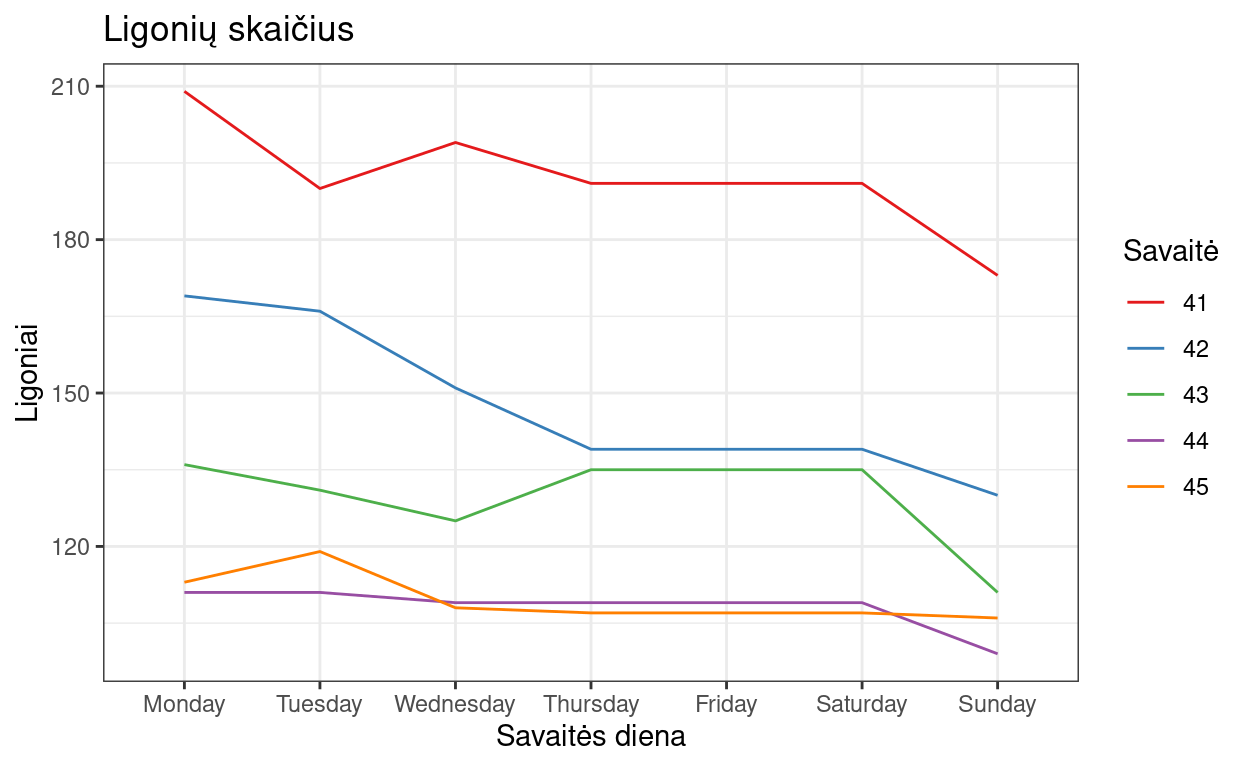 Ligonių skaičius
210
180
150
120
Ligoniai
Monday Tuesday Wednesday Thursday Friday Saturday Sunday
Savaitės diena
Savaitė
41
42
43
44
45